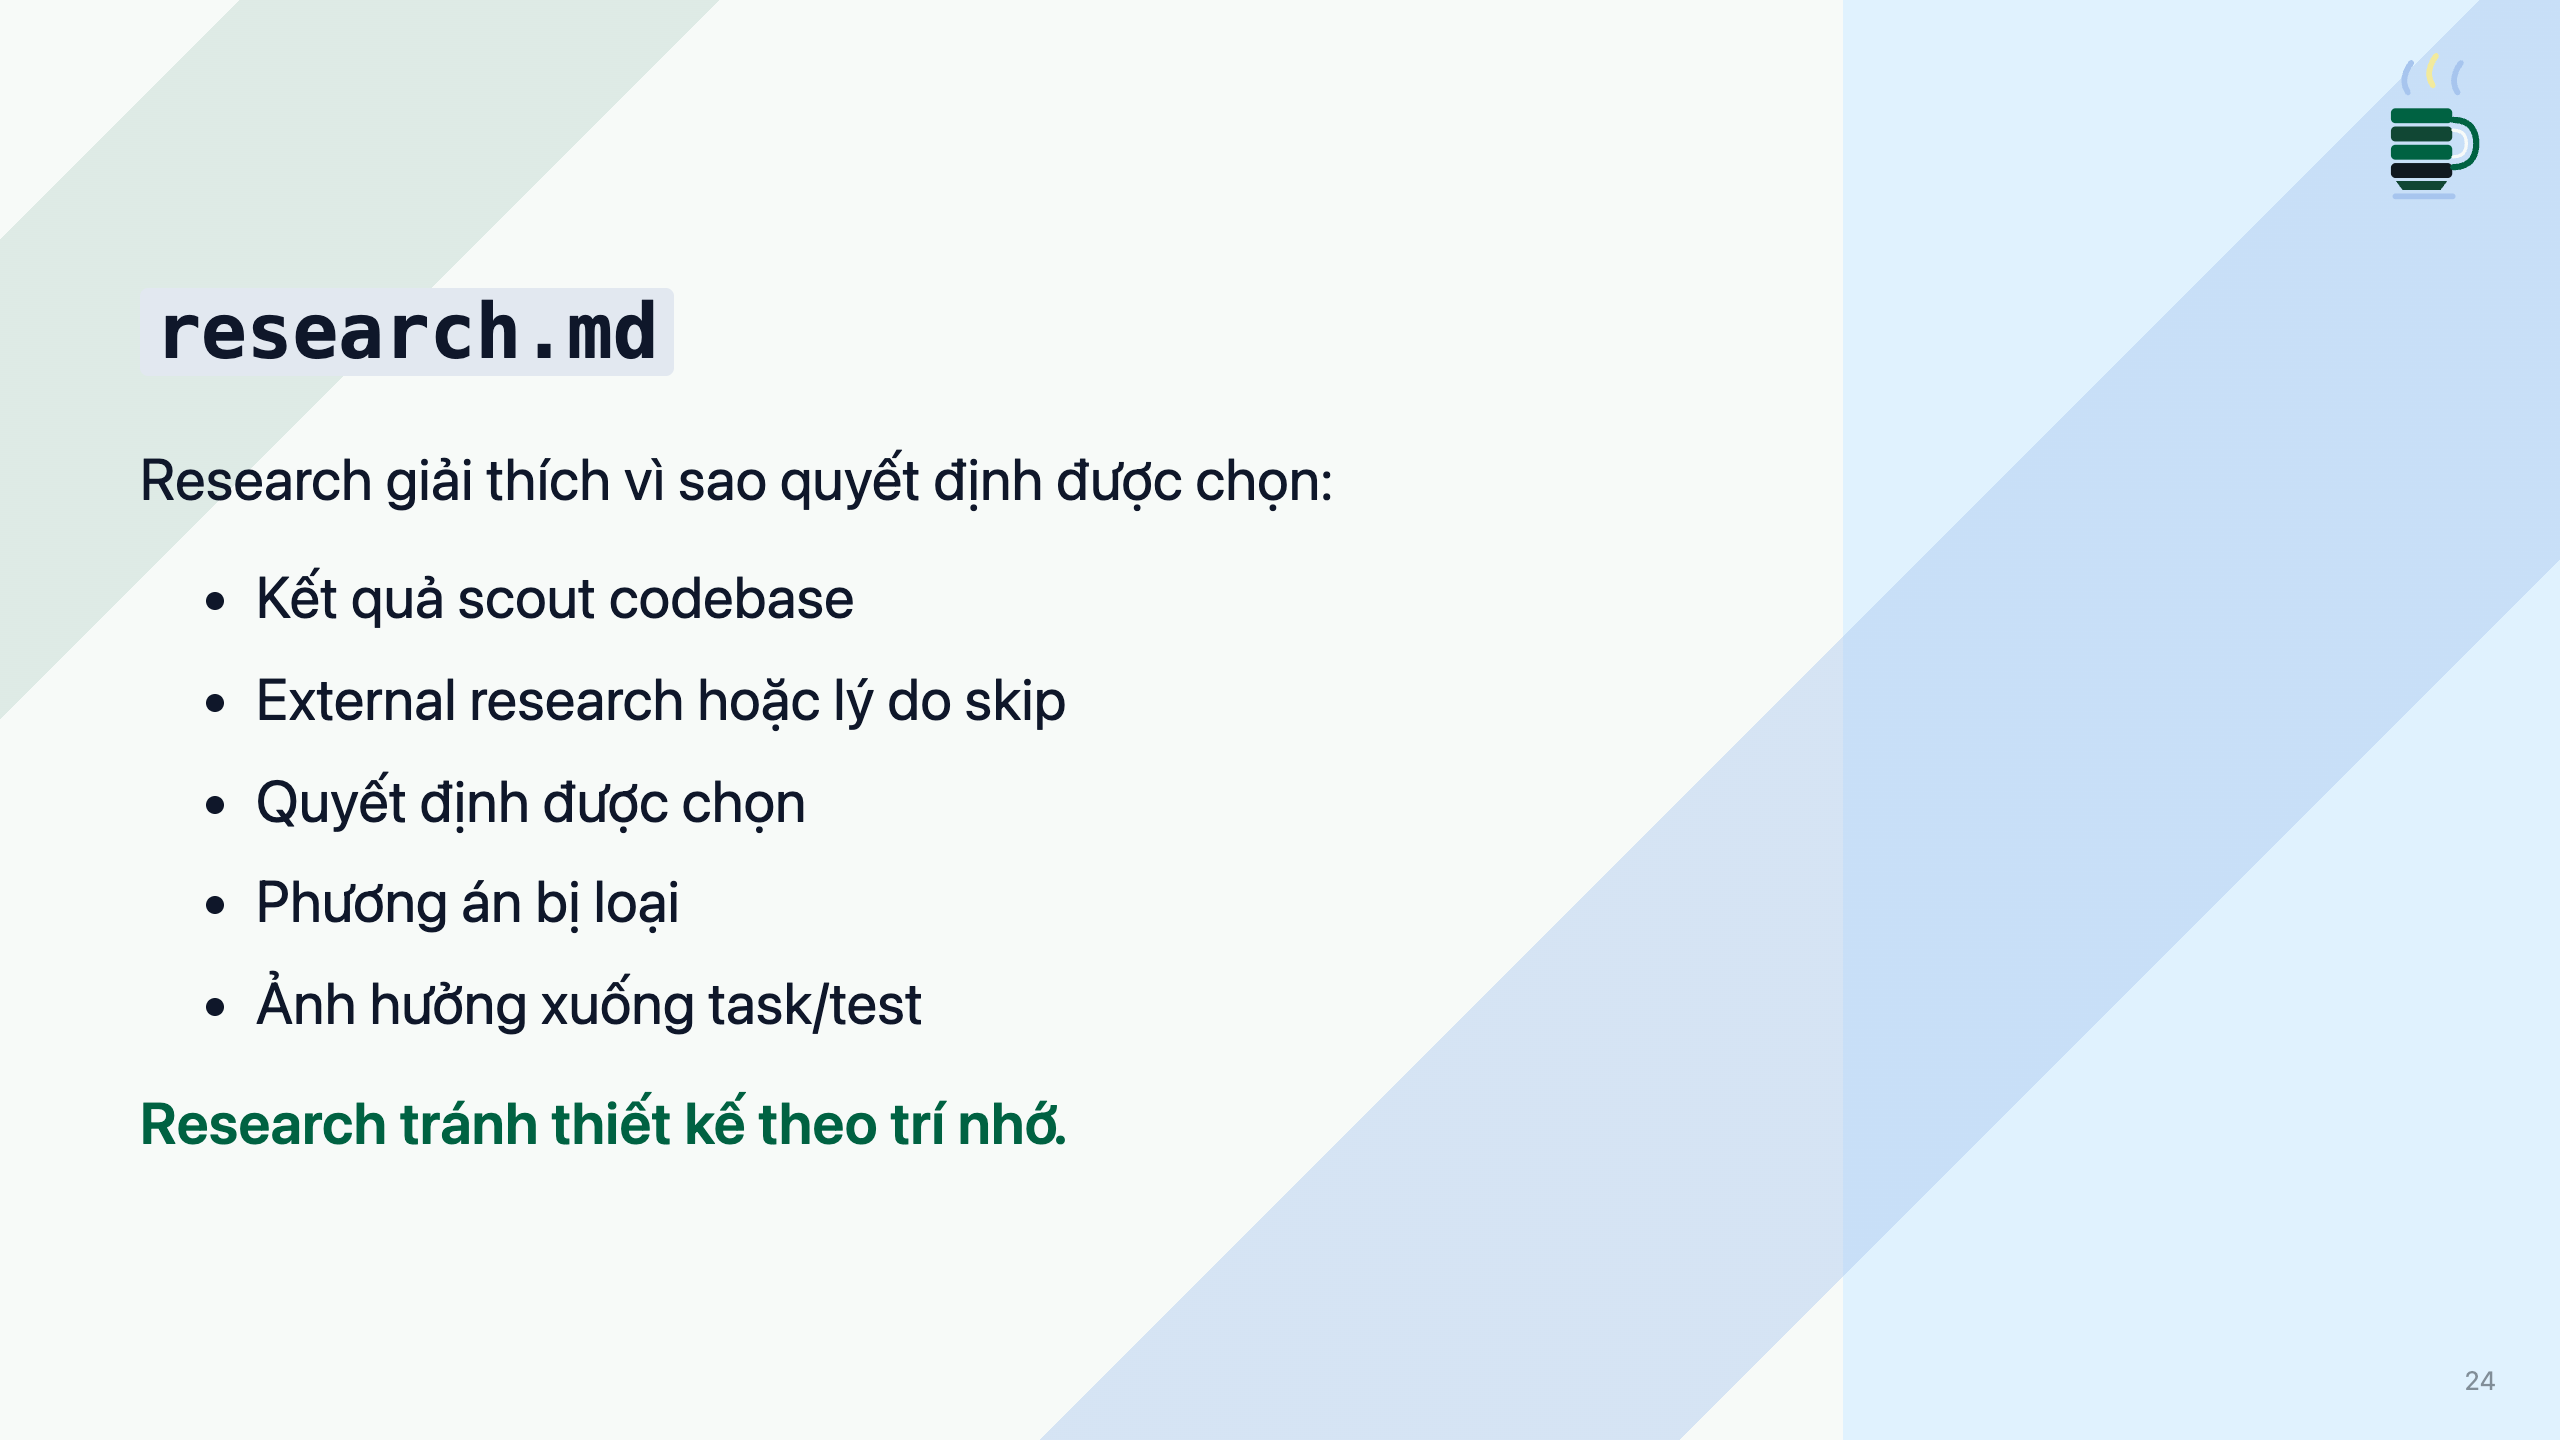 research.md
Research giải thích vì sao quyết định được chọn:
• Kết quả scout codebase
• External research hoặc lý do skip
• Quyết định được chọn
• Phương án bị loại
• Ảnh hưởng xuống task/test
Research tránh thiết kế theo trí nhớ.
24